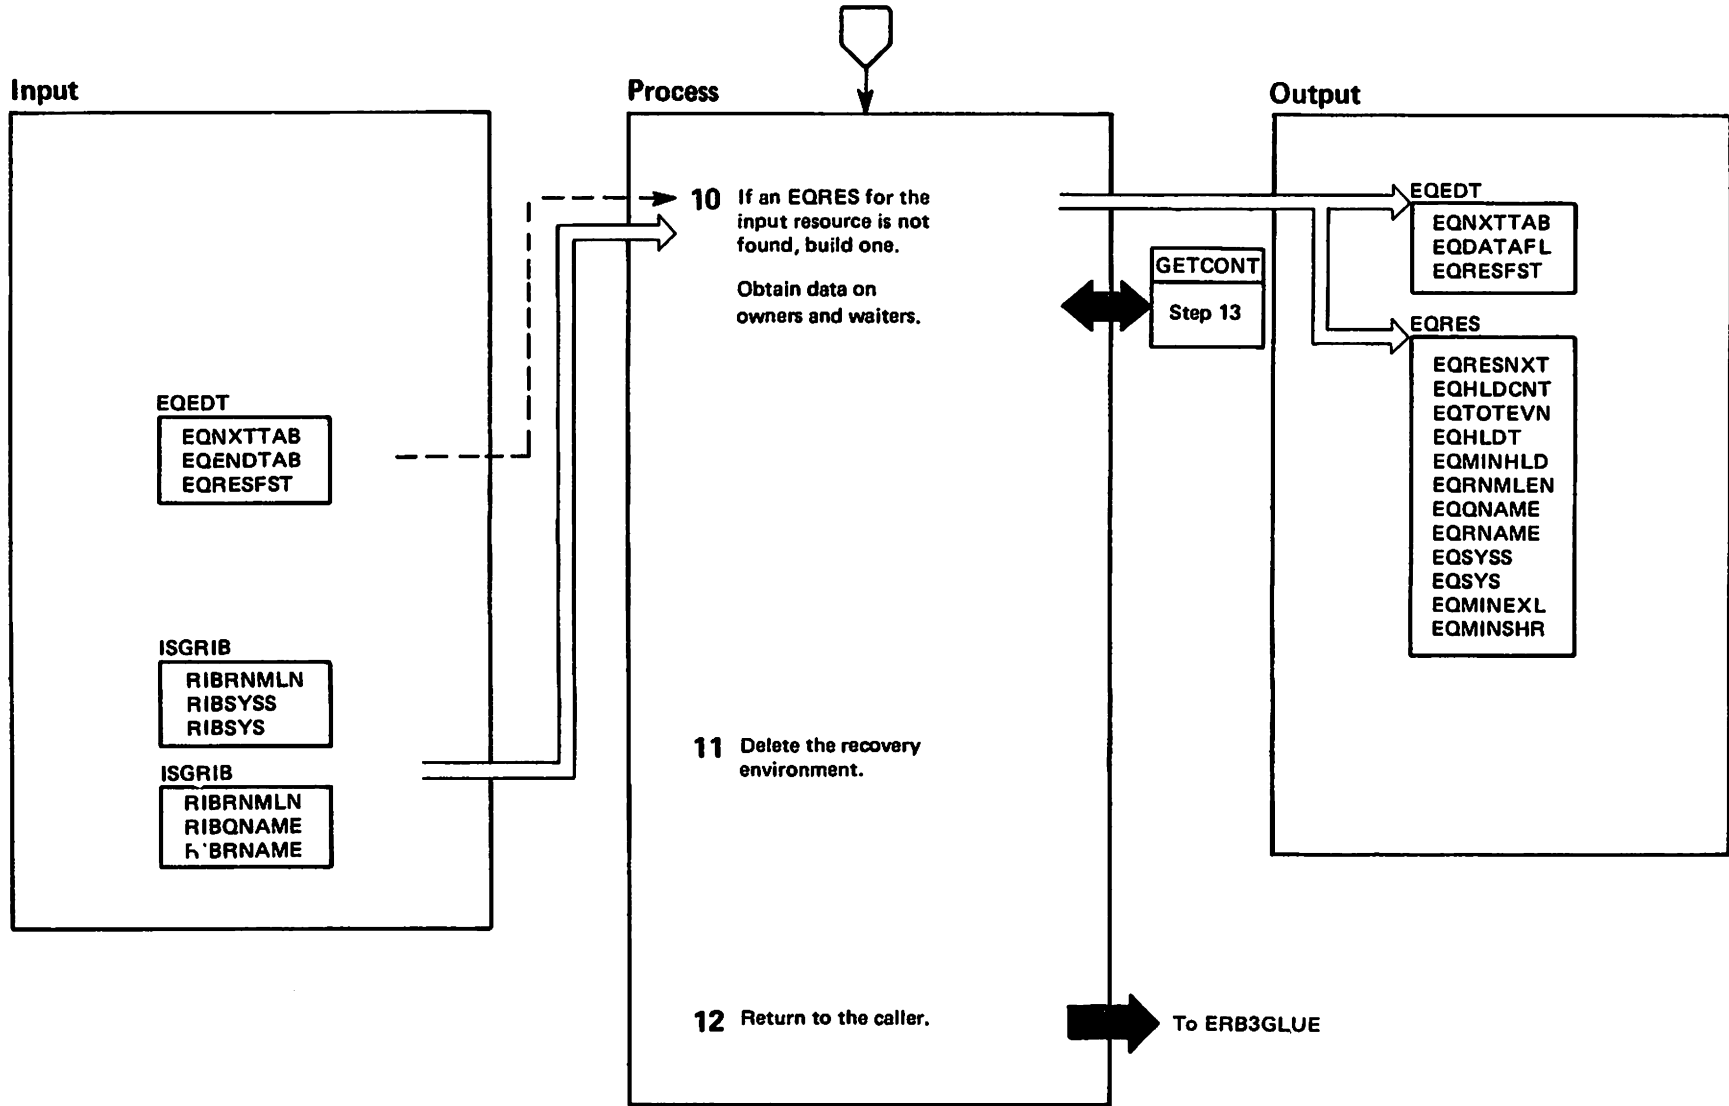 Input
Process
Output
10 If an EQRES for the
input resource is not
found, build one.
Obtain data on
owners and waiters.
GETCONT
Step 13
EQEDT
EQNXTTAB
EQDATAFL
EQRESFST
EQRES
EQRESNXT
EQHLDCNT
EQTOTEVN
EQHLDT
EQMINHLD
EQRNMLEN
EQQNAME
EQRNAME
EQSYSS
EQSYS
EQMINEXL
EQMINSHR
EQEDT
EQNXTTAB
EQENDTAB
EQRESFST
ISGRIB
RIBRNMLN
RIBSYSS
RIBSYS
ISGRIB
RIBRNMLN
RIBQNAME
11 Delete the recovery
environment.
12 Return to the caller.
To ERB3GLUE